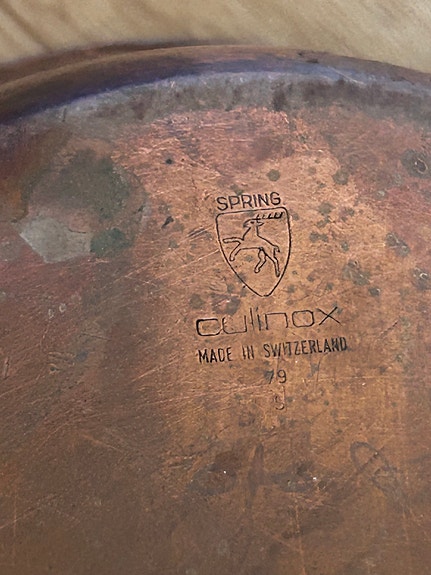 SPRING
culinox
MADE IN SWITZERLAND
79